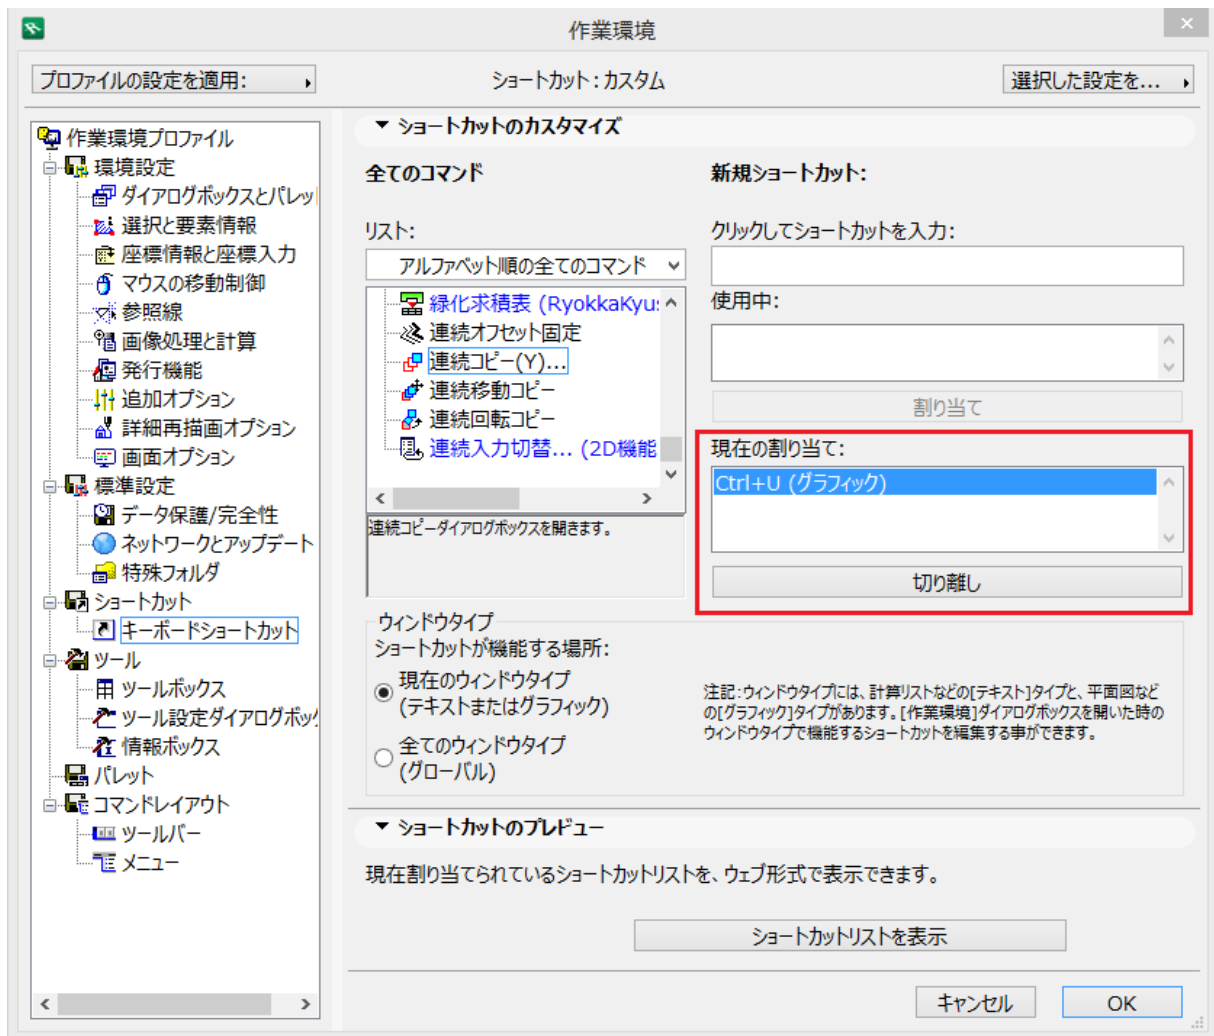 作業環境
プロファイルの設定を適用:
ショートカット : カスタム
選択した設定を...
作業環境プロファイル
環境設定
ダイアログボックスとパレッ
選択と要素情報
座標情報と座標入力
マウスの移動制御
参照線
画像処理と計算
発行機能
追加オプション
詳細再描画オプション
画面オプション
標準設定
データ保護/完全性
ネットワークとアップデート
特殊フォルダ
ショートカット
キーボードショートカット
ツール
ツールボックス
ツール設定ダイアログボッ
情報ボックス
パレット
コマンドレイアウト
ツールバー
メニュー
ショートカットのカスタマイズ
全てのコマンド
リスト:
アルファベット順の全てのコマンド
緑化求積表 (RyokkaKyu
連続オフセット固定
連続コピー(Y)...
連続移動コピー
連続回転コピー
連続入力切替... (2D機能
連続コピーダイアログボックスを開きます。
新規ショートカット:
クリックしてショートカットを入力:
使用中:
割り当て
現在の割り当て:
Ctrl+U (グラフィック)
切り離し
ウィンドウタイプ
ショートカットが機能する場所:
現在のウィンドウタイプ
(テキストまたはグラフィック)
全てのウィンドウタイプ
(グローバル)
注記:ウィンドウタイプには、計算リストなどの[テキスト]タイプと、平面図など
の[グラフィック]タイプがあります。[作業環境]ダイアログボックスを開いた時の
ウィンドウタイプで機能するショートカットを編集する事ができます。
ショートカットのプレビュー
現在割り当てられているショートカットリストを、ウェブ形式で表示できます。
ショートカットリストを表示
キャンセル
OK